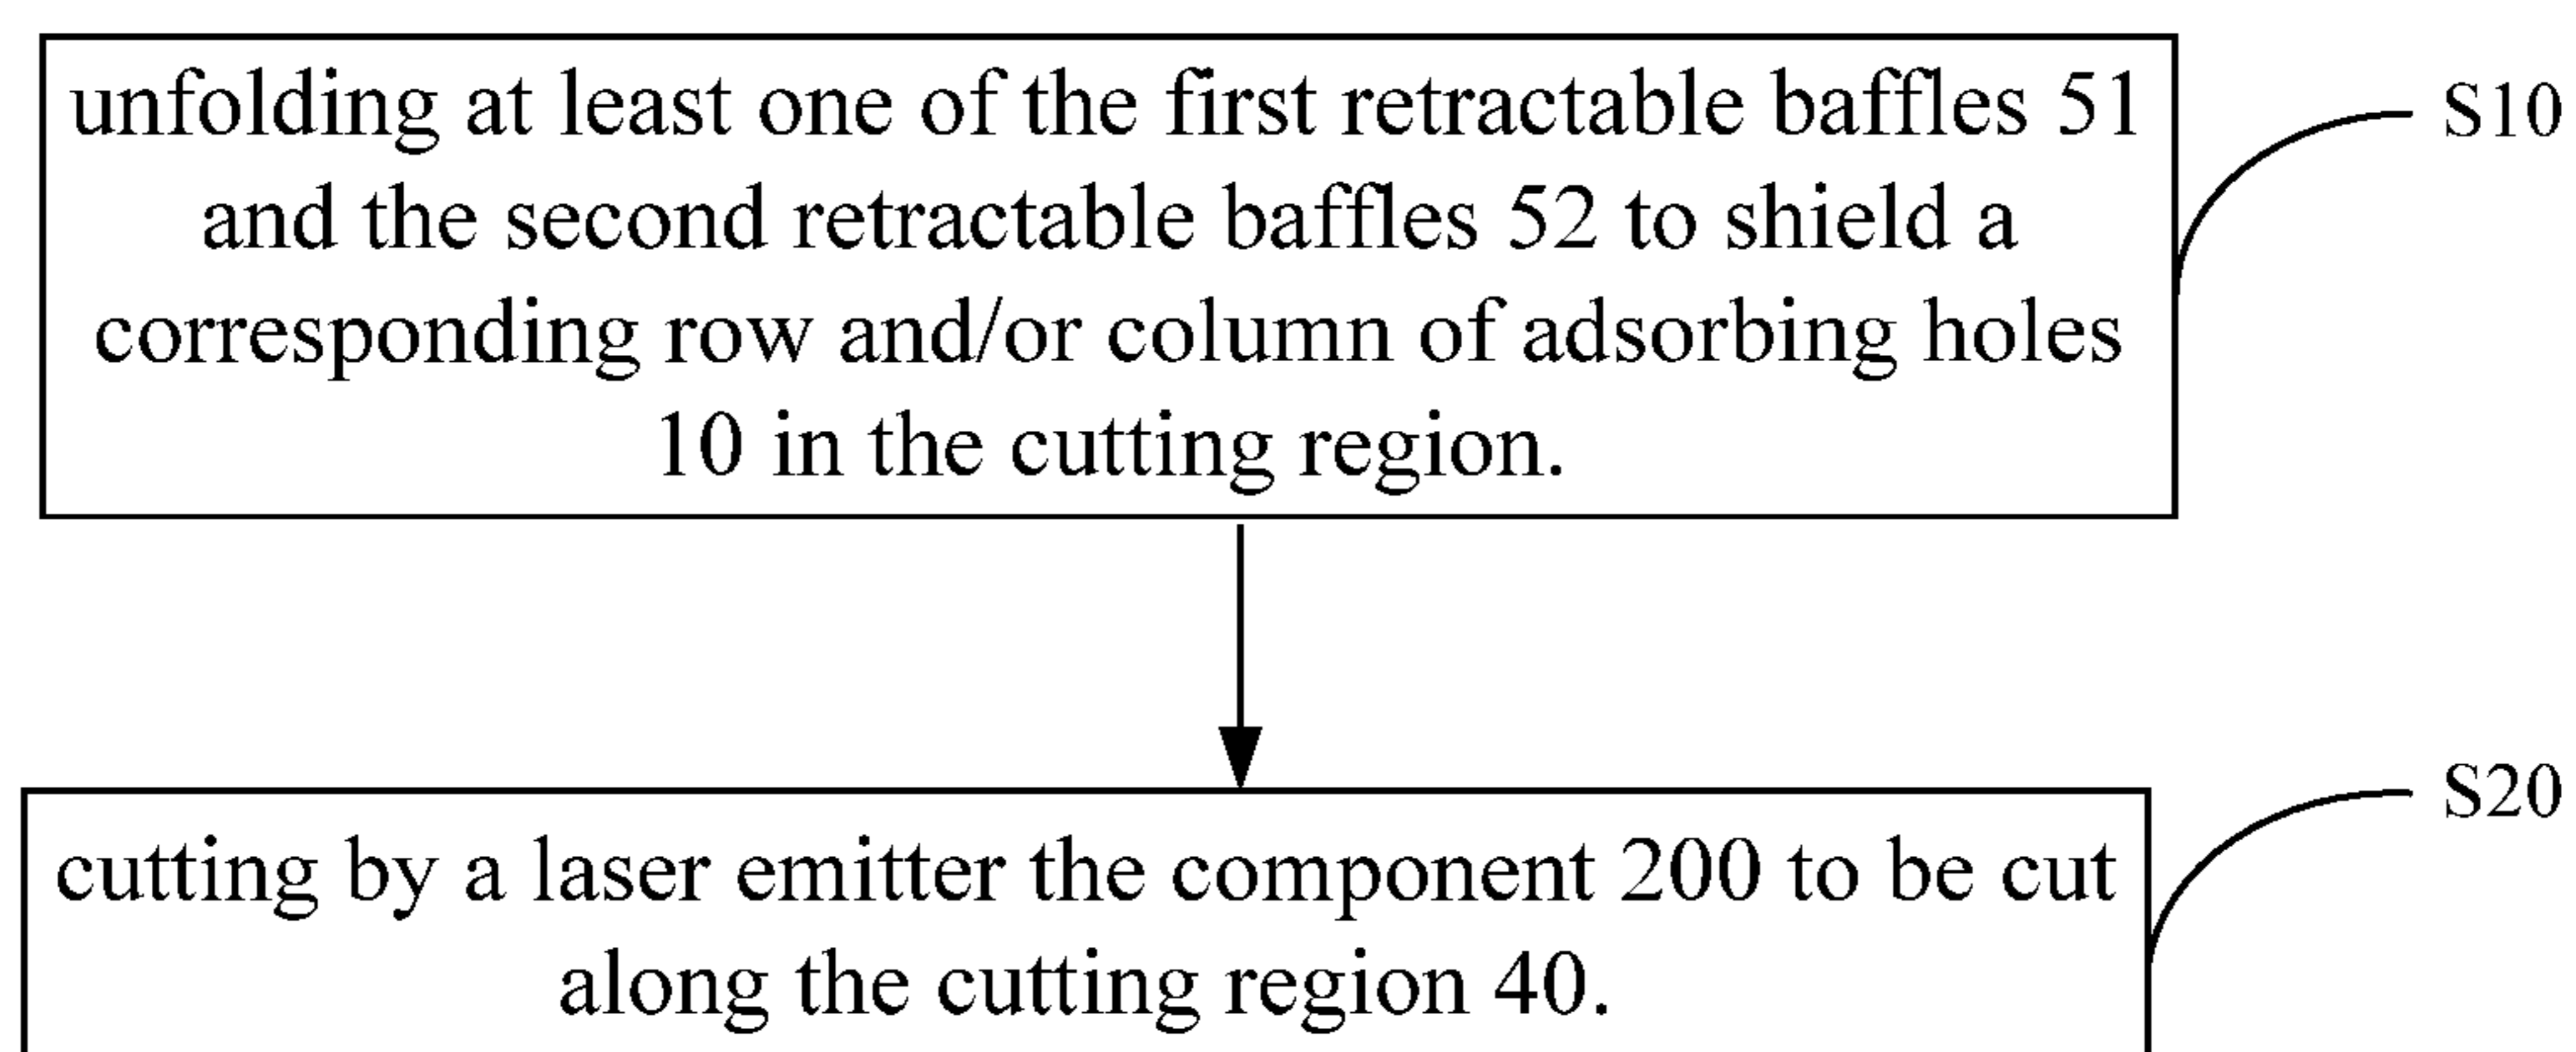 unfolding at least one of the first retractable baffles 51
and the second retractable baffles 52 to shield a
corresponding row and/or column of adsorbing holes
10 in the cutting region.
S10
cutting by a laser emitter the component 200 to be cut
along the cutting region 40.
S20